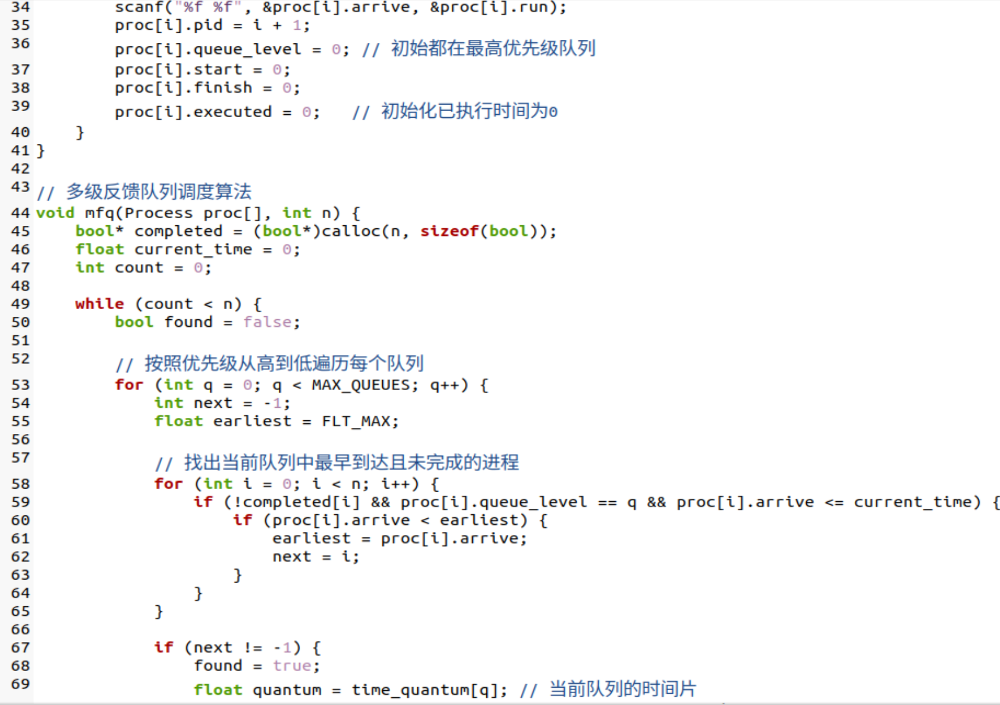 34         scanf("%f %f", &proc[i].arrive, &proc[i].run);
35         proc[i].pid = i + 1;
36         proc[i].queue_level = 0; // 初始都在最高优先级队列
37         proc[i].start = 0;
38         proc[i].finish = 0;
39         proc[i].executed = 0;   // 初始化已执行时间为0
40     }
41 }
42
43 // 多级反馈队列调度算法
44 void mfq(Process proc[], int n) {
45     bool* completed = (bool*)calloc(n, sizeof(bool));
46     float current_time = 0;
47     int count = 0;
48
49     while (count < n) {
50         bool found = false;
51
52         // 按照优先级从高到低遍历每个队列
53         for (int q = 0; q < MAX_QUEUES; q++) {
54             int next = -1;
55             float earliest = FLT_MAX;
56
57             // 找出当前队列中最早到达且未完成的进程
58             for (int i = 0; i < n; i++) {
59                 if (!completed[i] && proc[i].queue_level == q && proc[i].arrive <= current_time) {
60                     if (proc[i].arrive < earliest) {
61                         earliest = proc[i].arrive;
62                         next = i;
63                     }
64                 }
65             }
66
67             if (next != -1) {
68                 found = true;
69                 float quantum = time_quantum[q]; // 当前队列的时间片